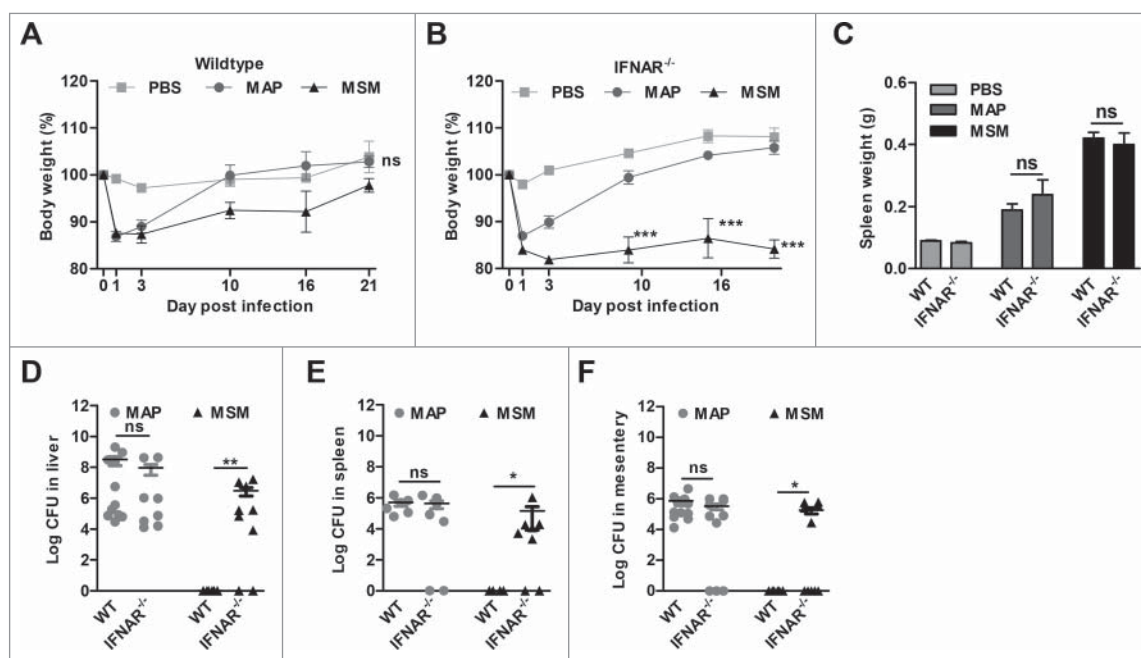 A
Wildtype
PBS MAP MSM
Body weight (%)
120
110
100
90
80
ns
0 1 3 10 16 21
Day post infection
B
IFNAR-/-
PBS MAP MSM
Body weight (%)
120
110
100
90
80
***
***
***
0 1 3 10 16
Day post infection
C
PBS
MAP
MSM
Spleen weight (g)
0.6
0.4
0.2
0.0
ns
ns
WT IFNAR-/- WT IFNAR-/- WT IFNAR-/-
D
MAP MSM
Log CFU in liver
12
10
8
6
4
2
0
ns
**
WT IFNAR-/- WT IFNAR-/-
E
MAP MSM
Log CFU in spleen
12
10
8
6
4
2
0
ns
*
WT IFNAR-/- WT IFNAR-/-
F
MAP MSM
Log CFU in mesentery
12
10
8
6
4
2
0
ns
*
WT IFNAR-/- WT IFNAR-/-